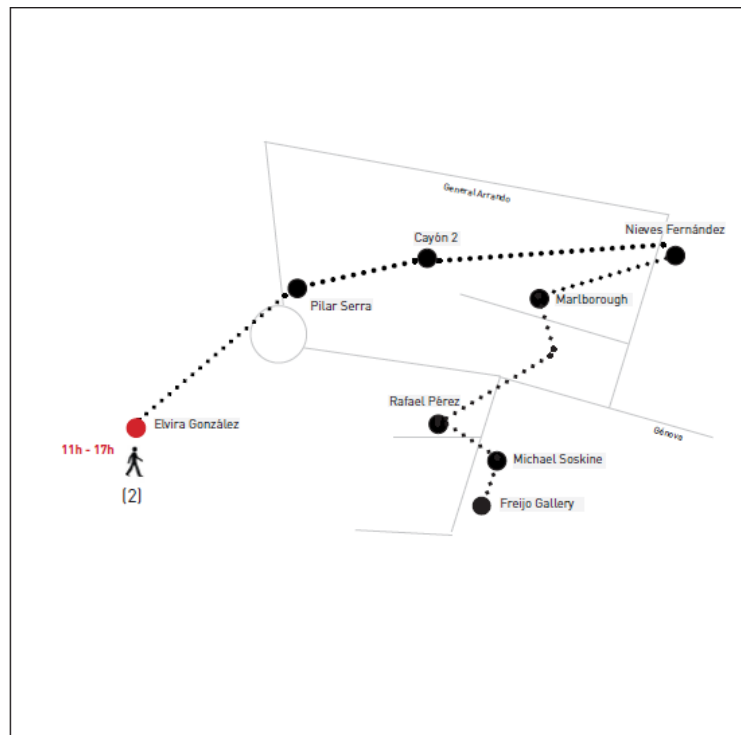 General Arrando
Nieves Fernández
Cayón 2
Pilar Serra
Marlborough
Rafael Pérez
Elvira González
Génova
11h - 17h
Michael Soskine
(2)
Freijo Gallery